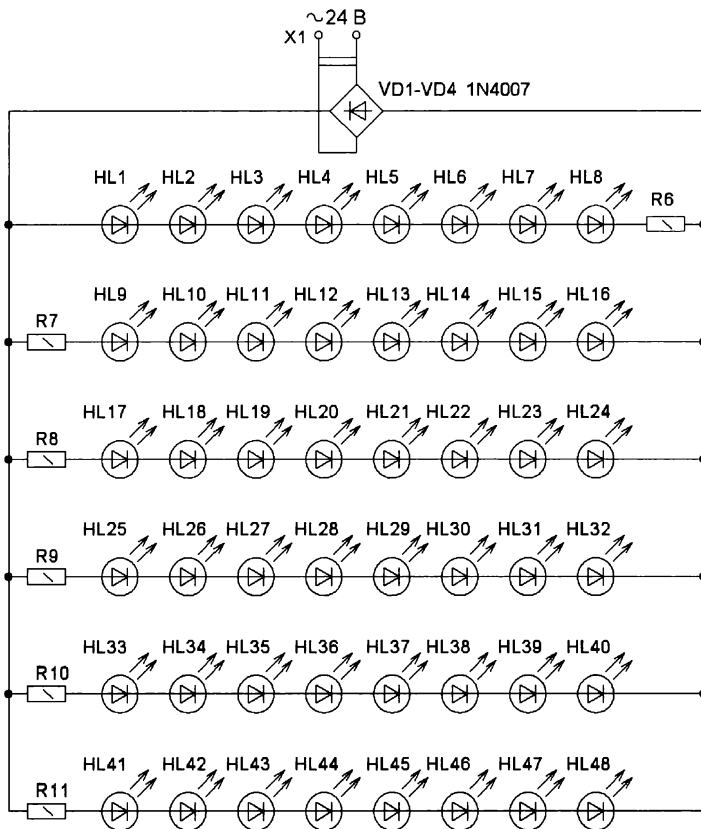 ~24 В
X1
VD1-VD4 1N4007
HL1 HL2 HL3 HL4 HL5 HL6 HL7 HL8
R6
HL9 HL10 HL11 HL12 HL13 HL14 HL15 HL16
R7
HL17 HL18 HL19 HL20 HL21 HL22 HL23 HL24
R8
HL25 HL26 HL27 HL28 HL29 HL30 HL31 HL32
R9
HL33 HL34 HL35 HL36 HL37 HL38 HL39 HL40
R10
HL41 HL42 HL43 HL44 HL45 HL46 HL47 HL48
R11